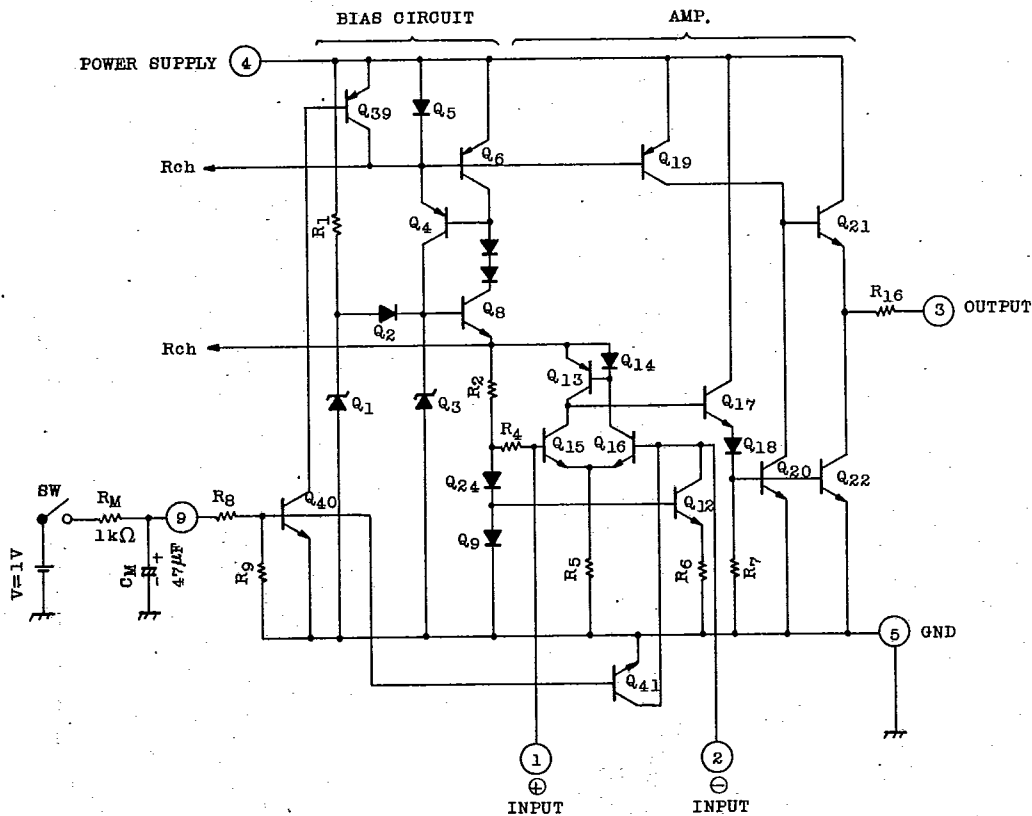 BIAS CIRCUIT
AMP.
POWER SUPPLY 4
Q39
Q5
Rch
Q6
Q19
R1
Q4
Q21
Q2
Q8
R16
3 OUTPUT
Rch
Q13
Q14
R2
Q1
Q3
Q17
R4
Q15
Q16
Q18
Q20
Q22
Q24
Q12
SW
RM
1kΩ
9
R8
Q40
V=1V
CM
- +
47μF
R9
Q9
R5
R6
R7
5 GND
Q41
1
2
⊕
⊖
INPUT
INPUT